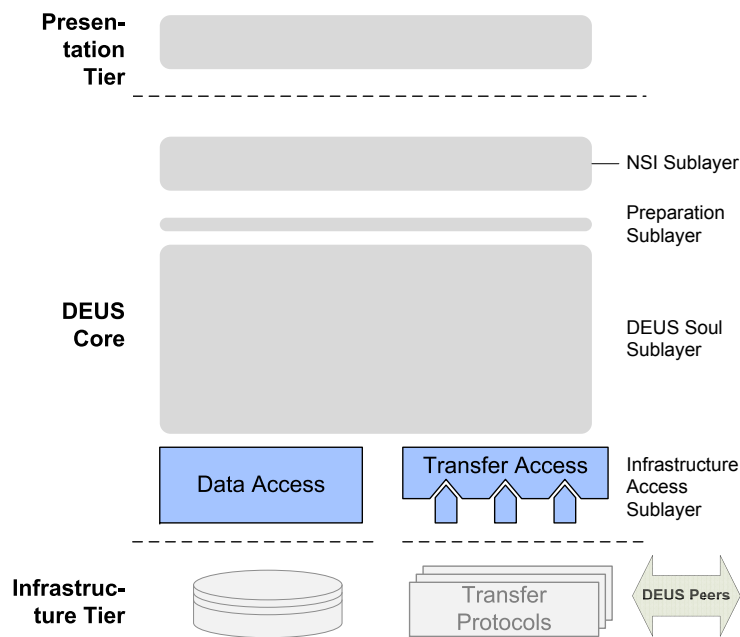 Presen-
tation
Tier
NSI Sublayer
Preparation
Sublayer
DEUS
Core
DEUS Soul
Sublayer
Data Access
Transfer Access
Infrastructure
Access
Sublayer
Infrastruc-
ture Tier
Transfer
Protocols
DEUS Peers